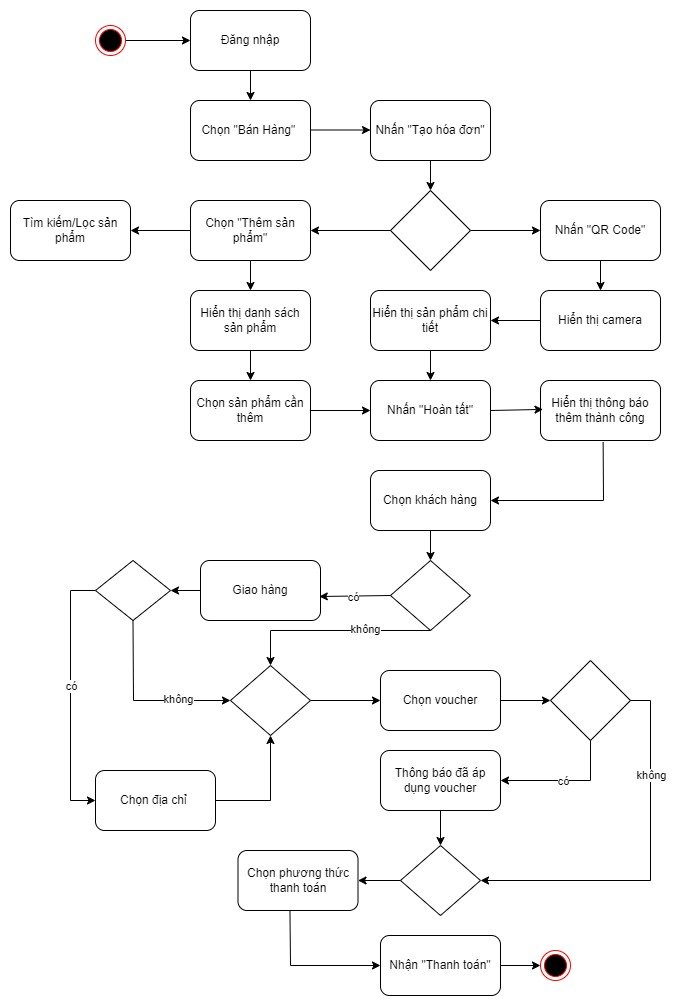 Đăng nhập
Chọn "Bán Hàng"
Nhấn "Tạo hóa đơn"
Tìm kiếm/Lọc sản
phẩm
Chọn "Thêm sản
phẩm"
Nhấn "QR Code"
Hiển thị danh sách
sản phẩm
Hiển thị sản phẩm chi
tiết
Hiển thị camera
Chọn sản phẩm cần
thêm
Nhấn "Hoàn tất"
Hiển thị thông báo
thêm thành công
Chọn khách hàng
Giao hàng
có
không
có
không
Chọn voucher
Thông báo đã áp
dụng voucher
có
không
Chọn địa chỉ
Chọn phương thức
thanh toán
Nhận "Thanh toán"